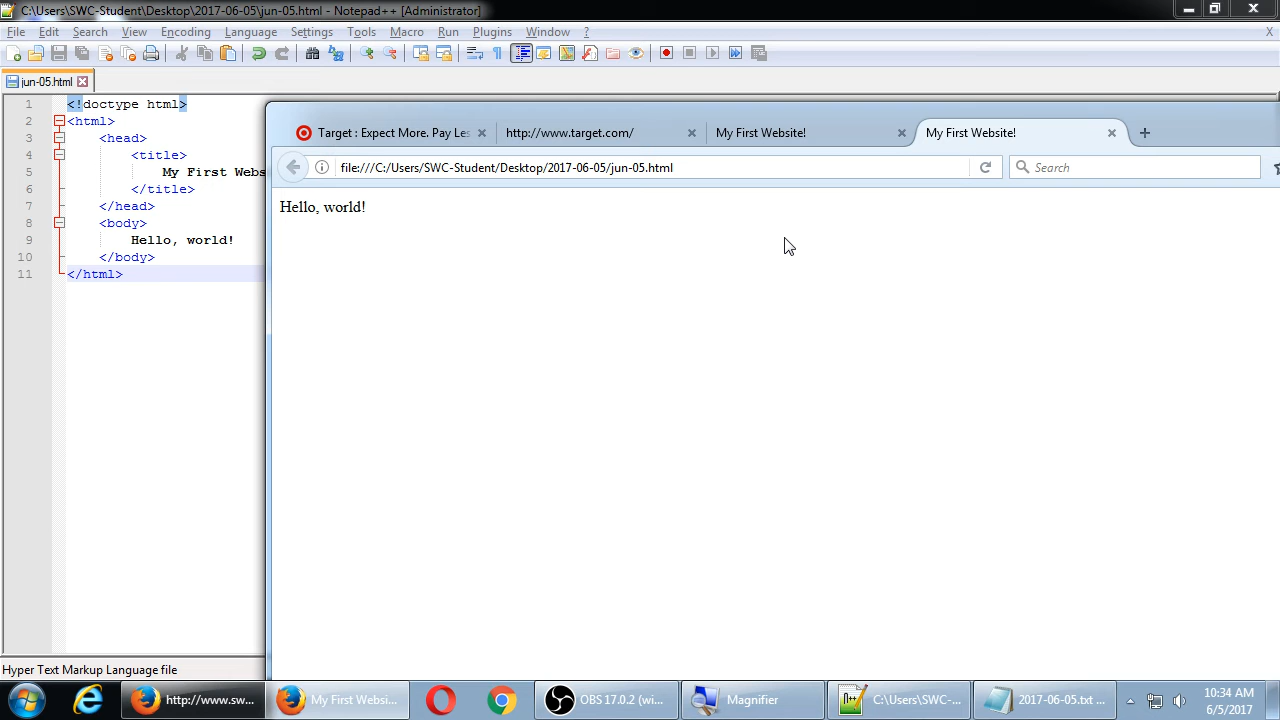 C:\Users\SWC-Student\Desktop\2017-06-05\jun-05.html - Notepad++ [Administrator]
File Edit Search View Encoding Language Settings Tools Macro Run Plugins Window ? X
jun-05.html
1 <!doctype html>
2 <html>
3 <head>
4 <title>
5 My First Webs
6 </title>
7 </head>
8 <body>
9 Hello, world!
10 </body>
11 </html>
Target : Expect More. Pay Les http://www.target.com/ My First Website! My First Website!
file:///C:/Users/SWC-Student/Desktop/2017-06-05/jun-05.html Search
Hello, world!
Hyper Text Markup Language file
http://www.sw... My First Websi... OBS 17.0.2 (wi... Magnifier C:\Users\SWC-... 2017-06-05.txt ... 10:34 AM
6/5/2017